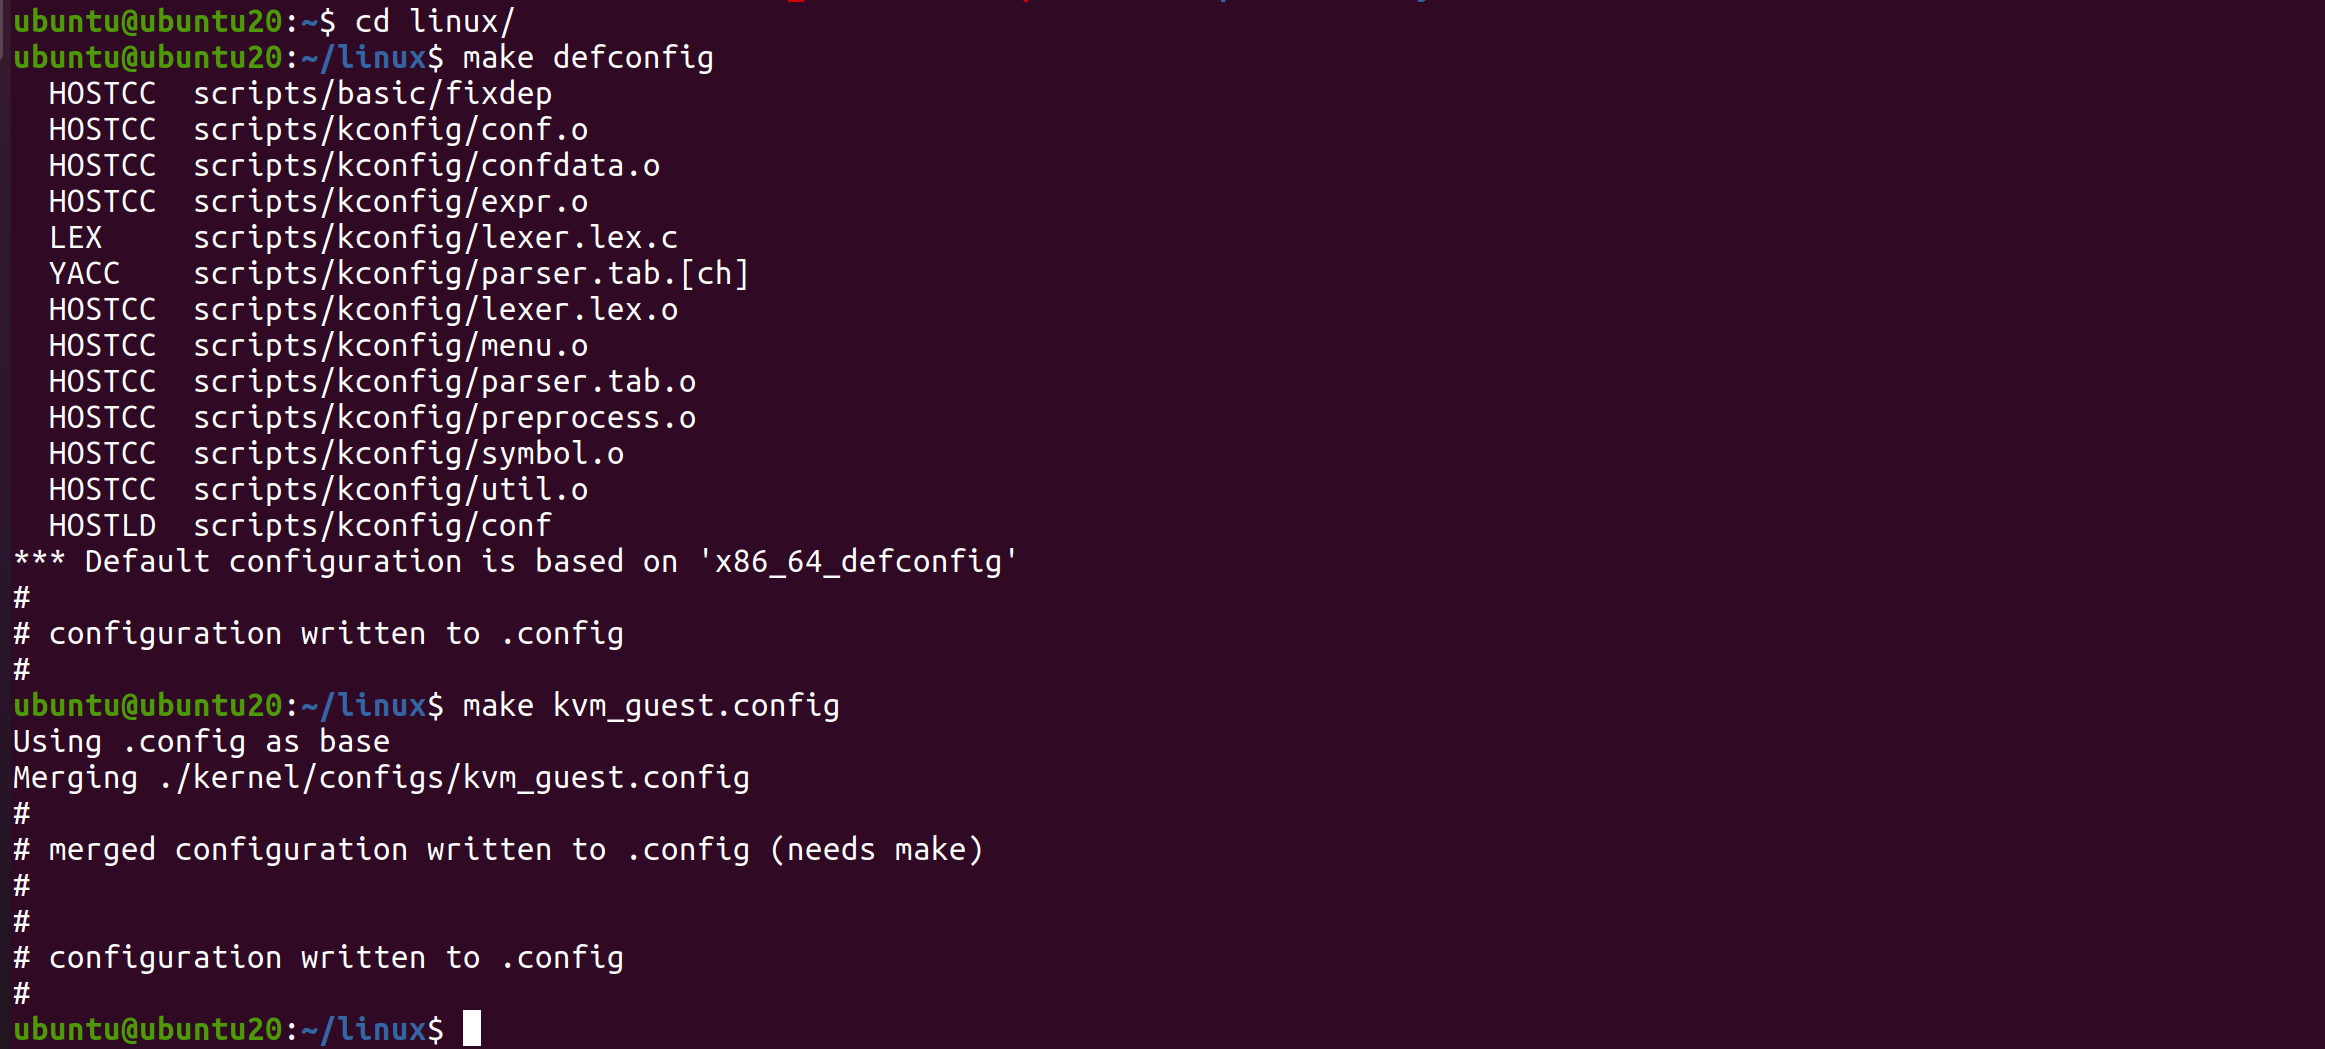 ubuntu@ubuntu20:~$ cd linux/
ubuntu@ubuntu20:~/linux$ make defconfig
  HOSTCC  scripts/basic/fixdep
  HOSTCC  scripts/kconfig/conf.o
  HOSTCC  scripts/kconfig/confdata.o
  HOSTCC  scripts/kconfig/expr.o
  LEX     scripts/kconfig/lexer.lex.c
  YACC    scripts/kconfig/parser.tab.[ch]
  HOSTCC  scripts/kconfig/lexer.lex.o
  HOSTCC  scripts/kconfig/menu.o
  HOSTCC  scripts/kconfig/parser.tab.o
  HOSTCC  scripts/kconfig/preprocess.o
  HOSTCC  scripts/kconfig/symbol.o
  HOSTCC  scripts/kconfig/util.o
  HOSTLD  scripts/kconfig/conf
*** Default configuration is based on 'x86_64_defconfig'
#
# configuration written to .config
#
ubuntu@ubuntu20:~/linux$ make kvm_guest.config
Using .config as base
Merging ./kernel/configs/kvm_guest.config
#
# merged configuration written to .config (needs make)
#
#
# configuration written to .config
#
ubuntu@ubuntu20:~/linux$